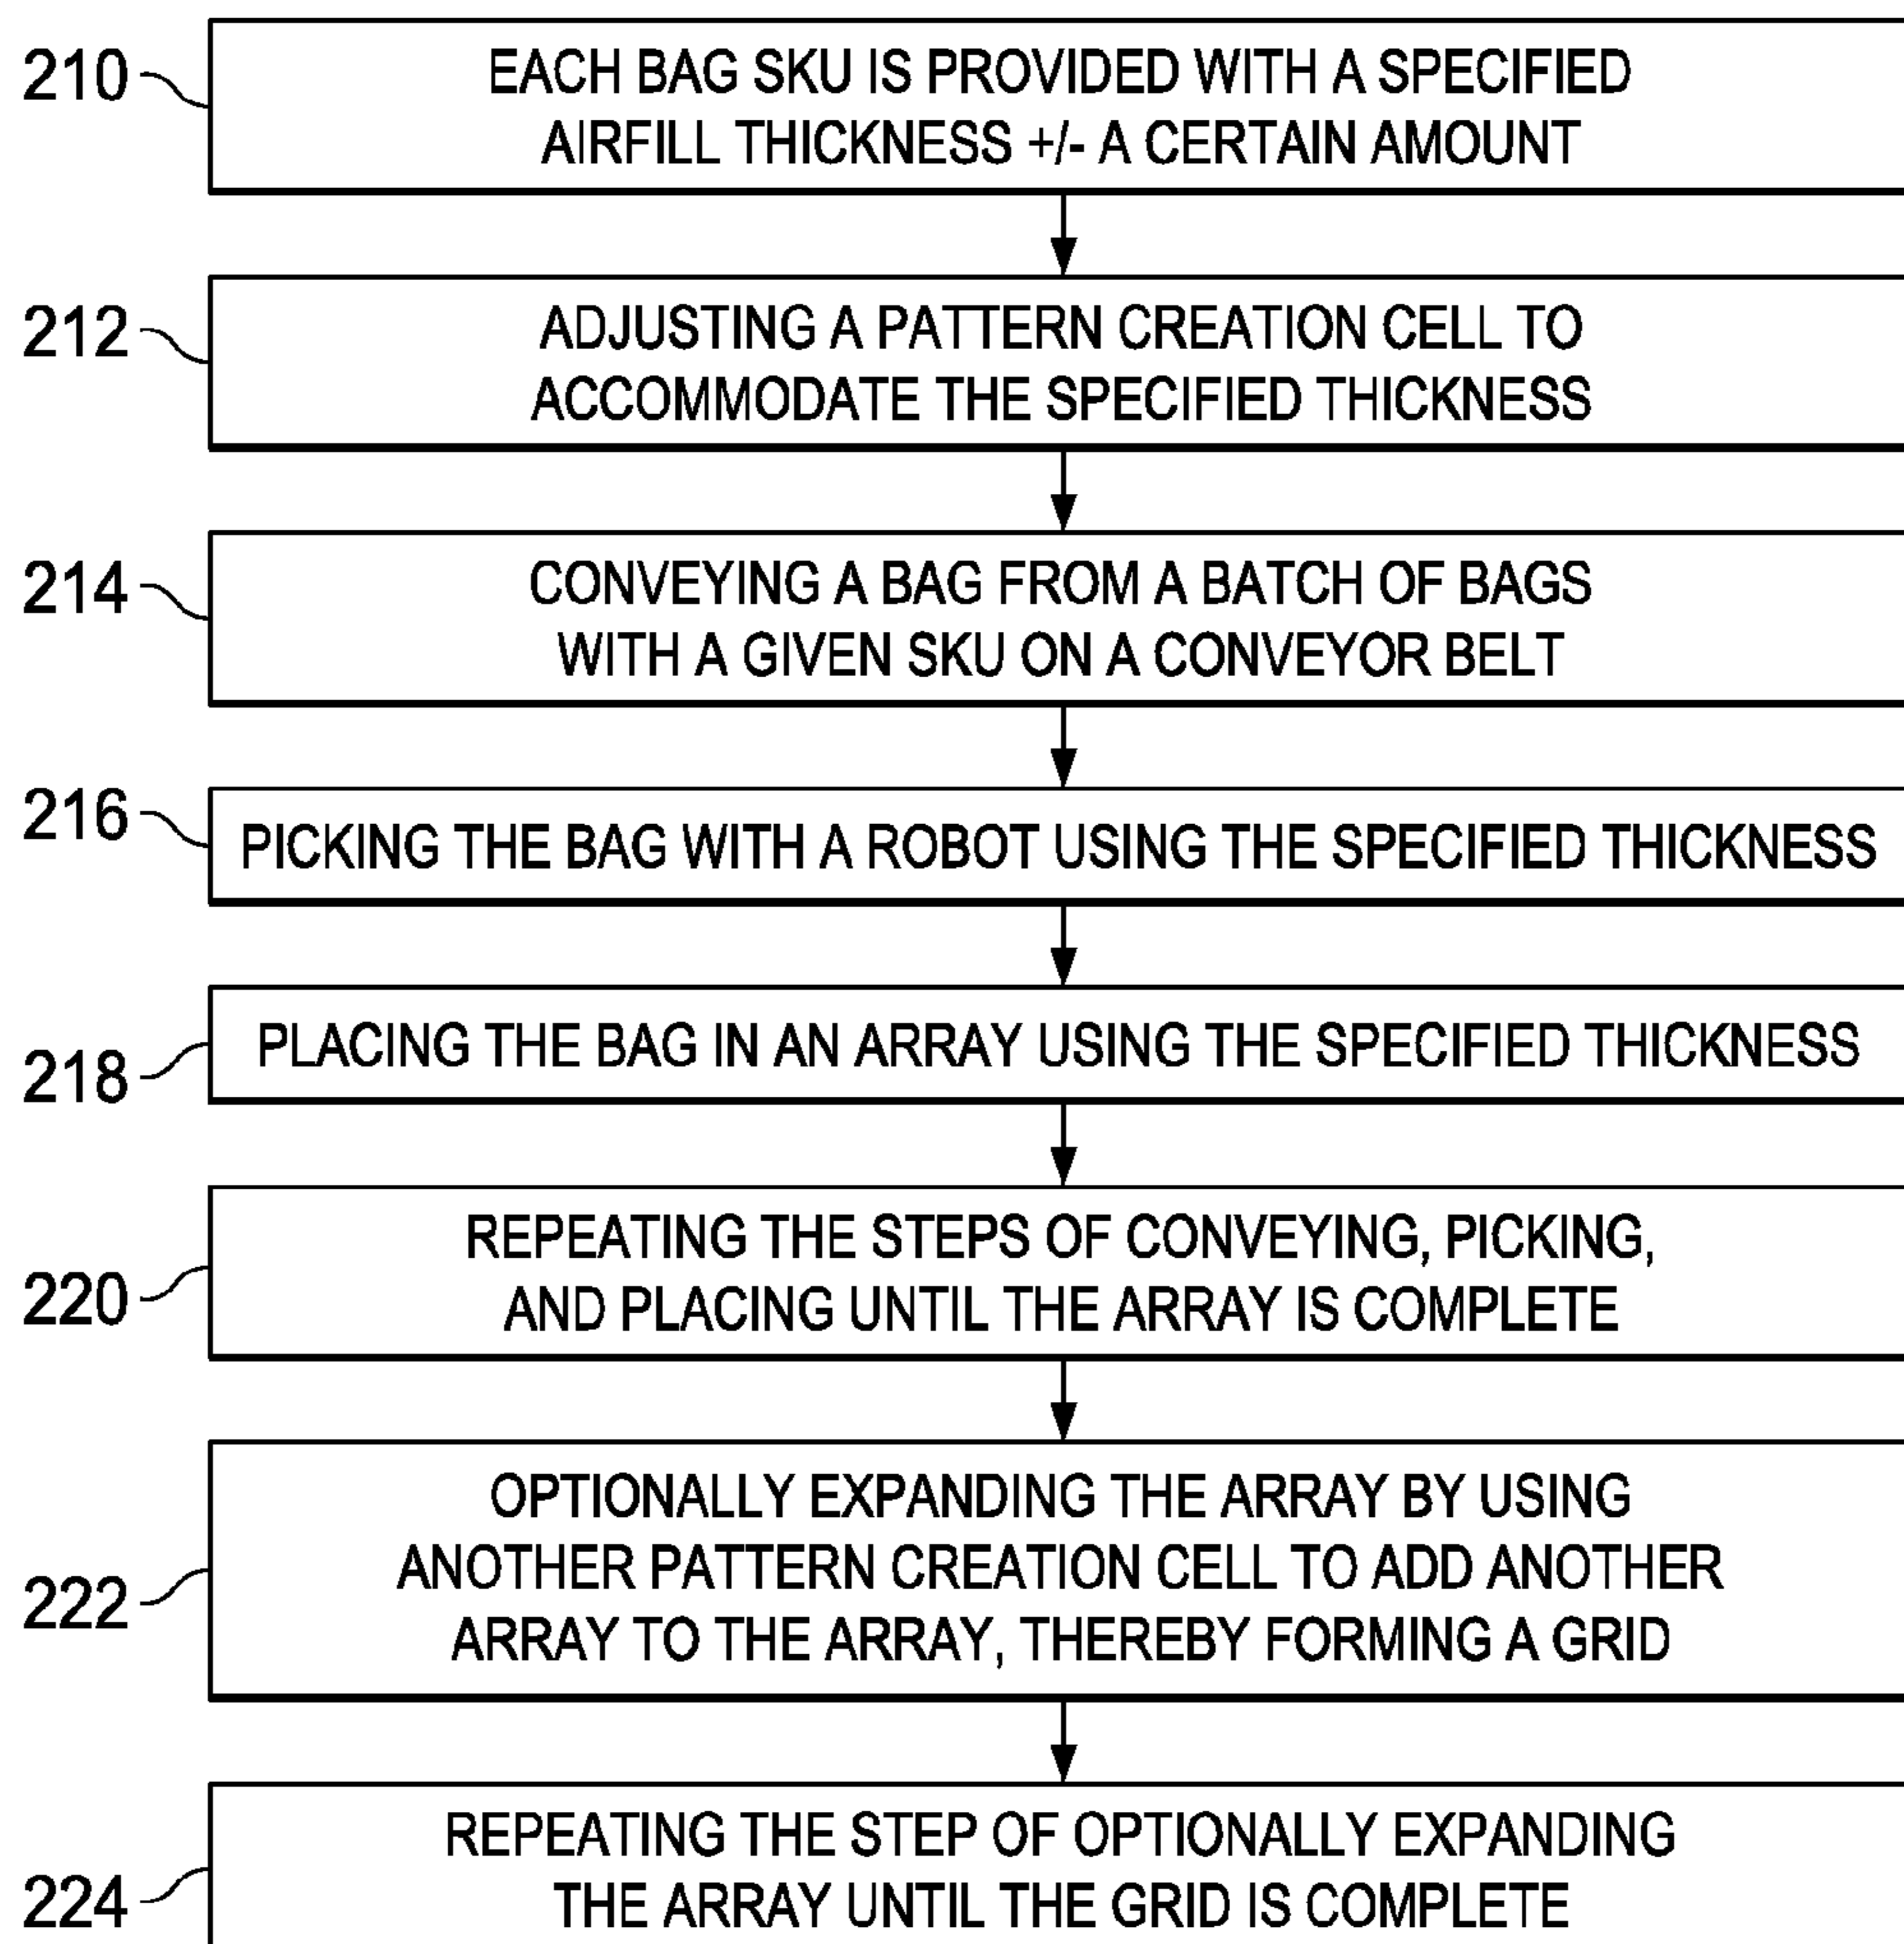 210
EACH BAG SKU IS PROVIDED WITH A SPECIFIED
AIRFILL THICKNESS +/- A CERTAIN AMOUNT
212
ADJUSTING A PATTERN CREATION CELL TO
ACCOMMODATE THE SPECIFIED THICKNESS
214
CONVEYING A BAG FROM A BATCH OF BAGS
WITH A GIVEN SKU ON A CONVEYOR BELT
216
PICKING THE BAG WITH A ROBOT USING THE SPECIFIED THICKNESS
218
PLACING THE BAG IN AN ARRAY USING THE SPECIFIED THICKNESS
220
REPEATING THE STEPS OF CONVEYING, PICKING,
AND PLACING UNTIL THE ARRAY IS COMPLETE
222
OPTIONALLY EXPANDING THE ARRAY BY USING
ANOTHER PATTERN CREATION CELL TO ADD ANOTHER
ARRAY TO THE ARRAY, THEREBY FORMING A GRID
224
REPEATING THE STEP OF OPTIONALLY EXPANDING
THE ARRAY UNTIL THE GRID IS COMPLETE